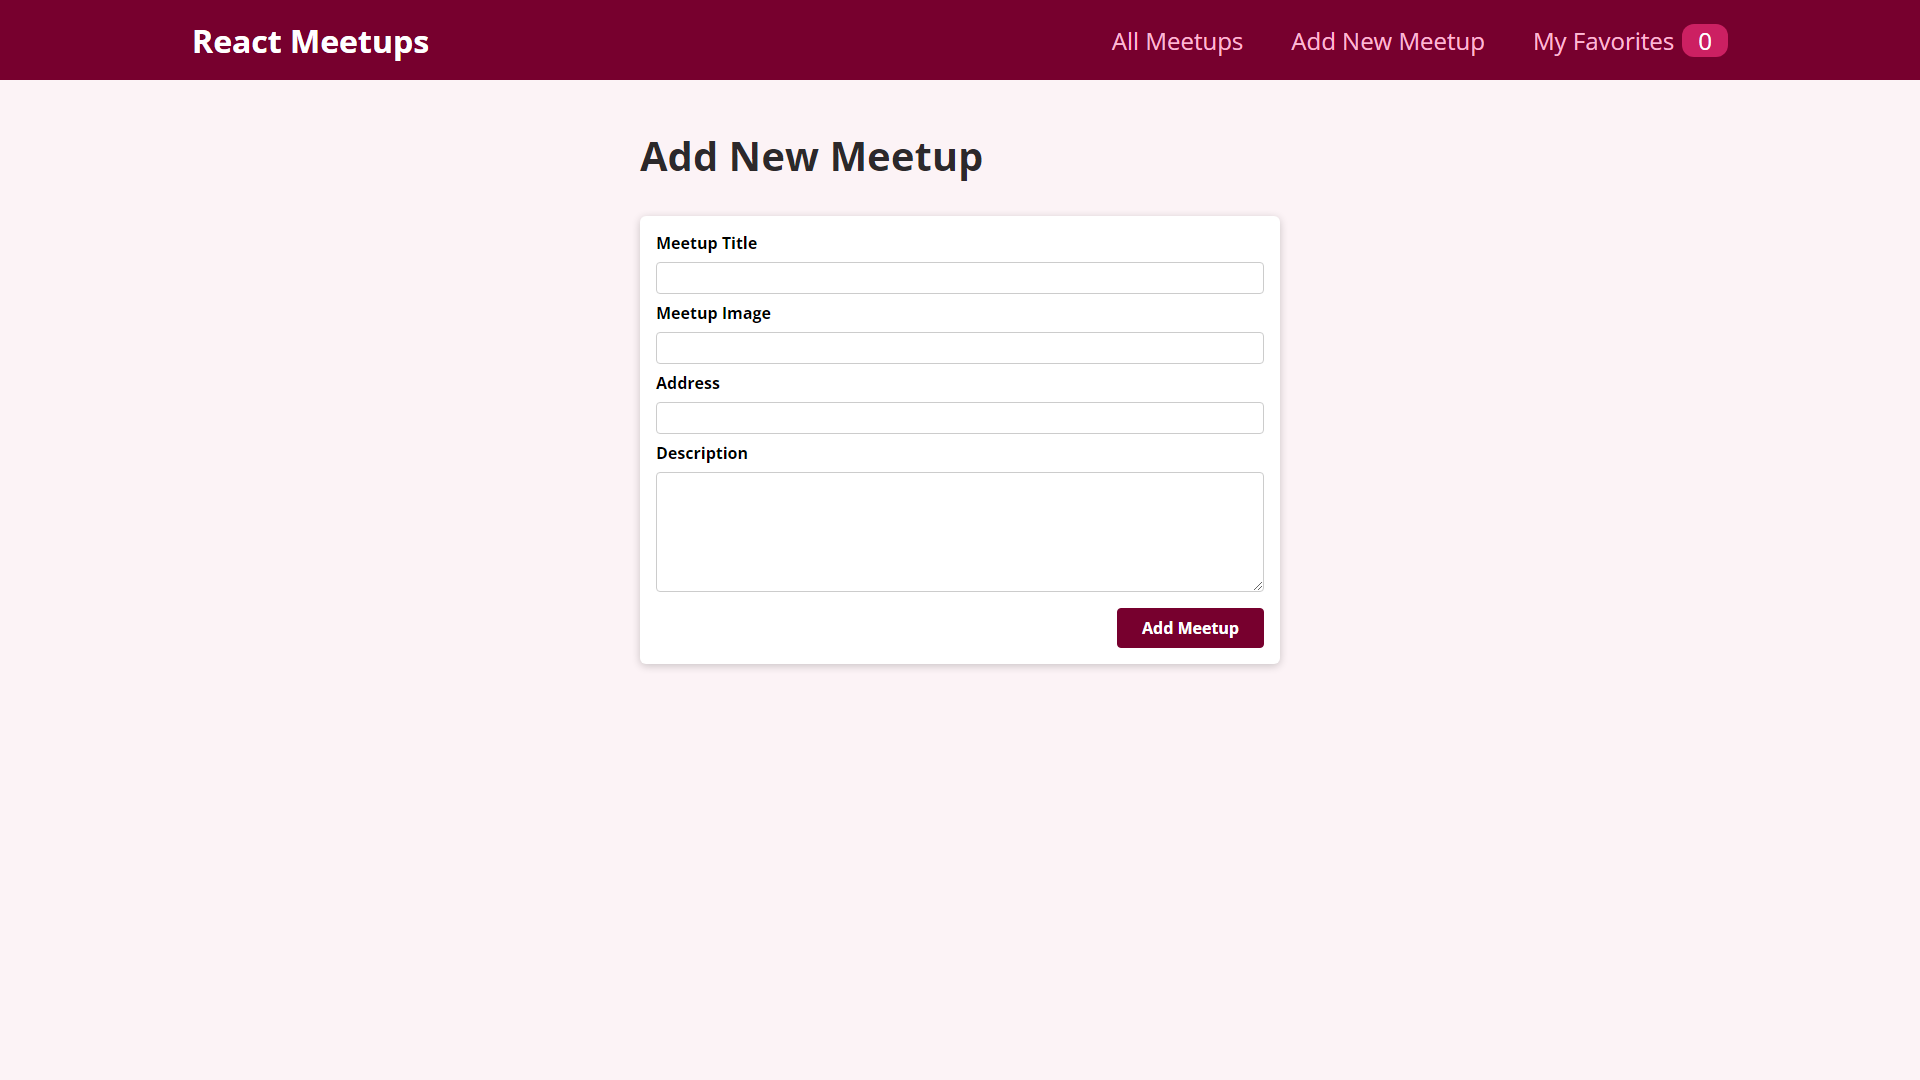 React Meetups
All Meetups
Add New Meetup
My Favorites 0
Add New Meetup
Meetup Title
Meetup Image
Address
Description
Add Meetup